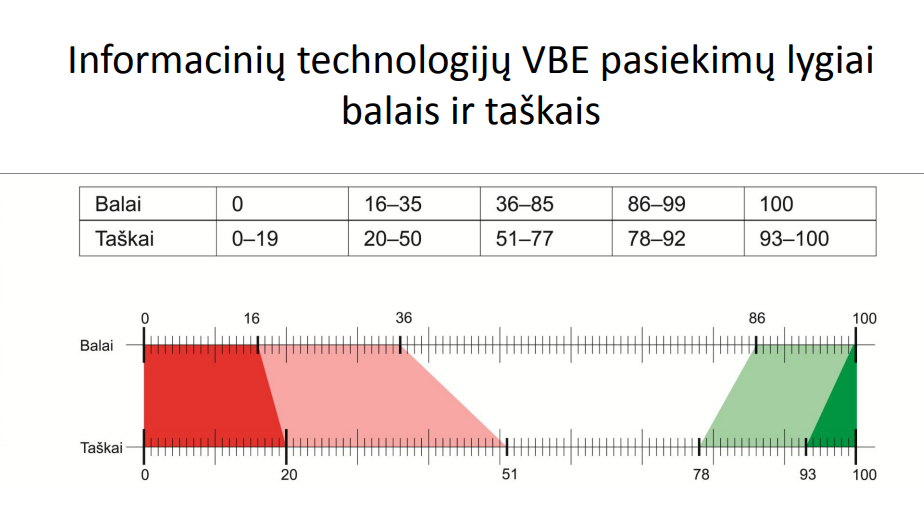 Informacinių technologijų VBE pasiekimų lygiai
balais ir taškais
Balai 0 16–35 36–85 86–99 100
Taškai 0–19 20–50 51–77 78–92 93–100
0 16 36 86 100
Balai
Taškai
0 20 51 78 93 100